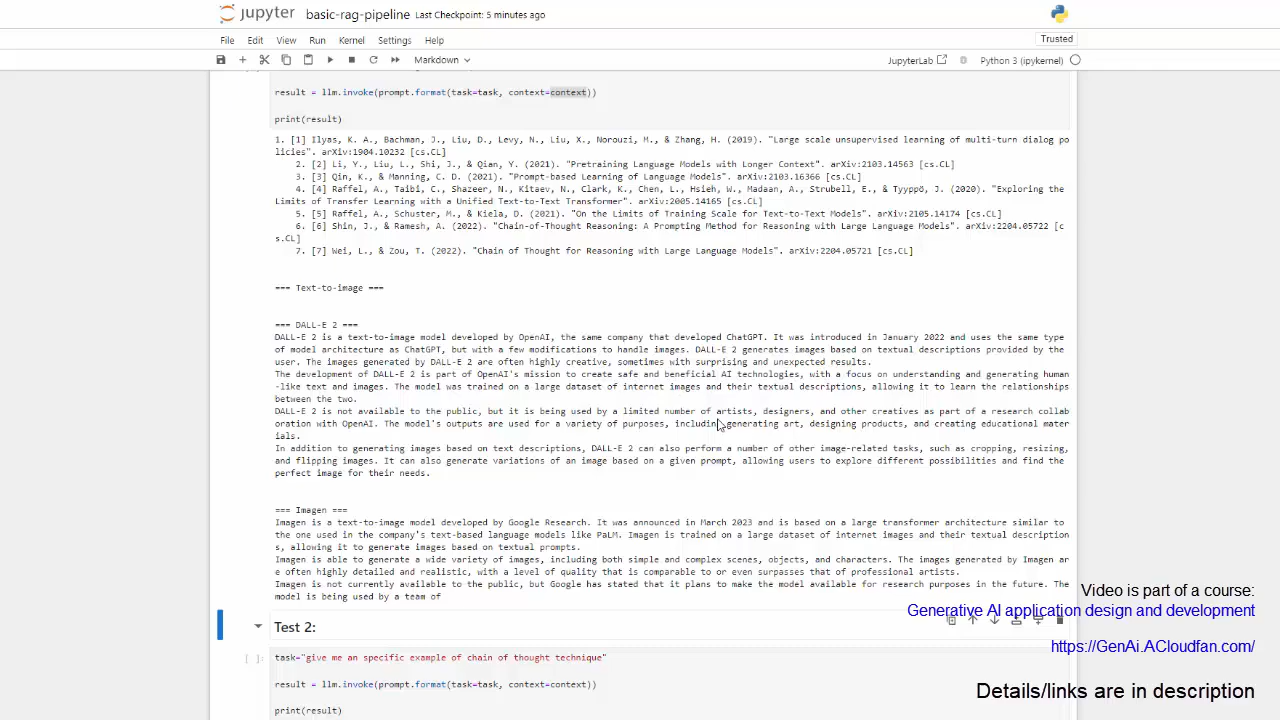 jupyter basic-rag-pipeline Last Checkpoint: 5 minutes ago
File Edit View Run Kernel Settings Help
Trusted
Markdown
JupyterLab
Python 3 (ipykernel)
result = llm.invoke(prompt.format(task=task, context=context))
print(result)
1. [1] Ilyas, K. A., Bachman, J., Liu, D., Levy, N., Liu, X., Norouzi, M., & Zhang, H. (2019). "Large scale unsupervised learning of multi-turn dialog po
licies". arXiv:1904.10232 [cs.CL]
2. [2] Li, Y., Liu, L., Shi, J., & Qian, Y. (2021). "Pretraining Language Models with Longer Context". arXiv:2103.14563 [cs.CL]
3. [3] Qin, K., & Manning, C. D. (2021). "Prompt-based Learning of Language Models". arXiv:2103.16366 [cs.CL]
4. [4] Raffel, A., Taibi, C., Shazeer, N., Kitaev, N., Clark, K., Chen, L., Hsieh, W., Madaan, A., Strubell, E., & Tyyppö, J. (2020). "Exploring the
Limits of Transfer Learning with a Unified Text-to-Text Transformer". arXiv:2005.14165 [cs.CL]
5. [5] Raffel, A., Schuster, M., & Kiela, D. (2021). "On the Limits of Training Scale for Text-to-Text Models". arXiv:2105.14174 [cs.CL]
6. [6] Shin, J., & Ramesh, A. (2022). "Chain-of-Thought Reasoning: A Prompting Method for Reasoning with Large Language Models". arXiv:2204.05722 [c
s.CL]
7. [7] Wei, L., & Zou, T. (2022). "Chain of Thought for Reasoning with Large Language Models". arXiv:2204.05721 [cs.CL]
=== Text-to-image ===
=== DALL-E 2 ===
DALL-E 2 is a text-to-image model developed by OpenAI, the same company that developed ChatGPT. It was introduced in January 2022 and uses the same type
of model architecture as ChatGPT, but with a few modifications to handle images. DALL-E 2 generates images based on textual descriptions provided by the
user. The images generated by DALL-E 2 are often highly creative, sometimes with surprising and unexpected results.
The development of DALL-E 2 is part of OpenAI's mission to create safe and beneficial AI technologies, with a focus on understanding and generating human
-like text and images. The model was trained on a large dataset of internet images and their textual descriptions, allowing it to learn the relationships
between the two.
DALL-E 2 is not available to the public, but it is being used by a limited number of artists, designers, and other creatives as part of a research collab
oration with OpenAI. The model's outputs are used for a variety of purposes, including generating art, designing products, and creating educational mater
ials.
In addition to generating images based on text descriptions, DALL-E 2 can also perform a number of other image-related tasks, such as cropping, resizing,
and flipping images. It can also generate variations of an image based on a given prompt, allowing users to explore different possibilities and find the
perfect image for their needs.
=== Imagen ===
Imagen is a text-to-image model developed by Google Research. It was announced in March 2023 and is based on a large transformer architecture similar to
the one used in the company's text-based language models like PaLM. Imagen is trained on a large dataset of internet images and their textual description
s, allowing it to generate images based on textual prompts.
Imagen is able to generate a wide variety of images, including both simple and complex scenes, objects, and characters. The images generated by Imagen ar
e often highly detailed and realistic, with a level of quality that is comparable to or even surpasses that of professional artists.
Imagen is not currently available to the public, but Google has stated that it plans to make the model available for research purposes in the future. The
model is being used by a team of
Video is part of a course:
Generative AI application design and development
https://GenAi.ACloudfan.com/
Details/links are in description
Test 2:
[ ]:
task="give me an specific example of chain of thought technique"
result = llm.invoke(prompt.format(task=task, context=context))
print(result)